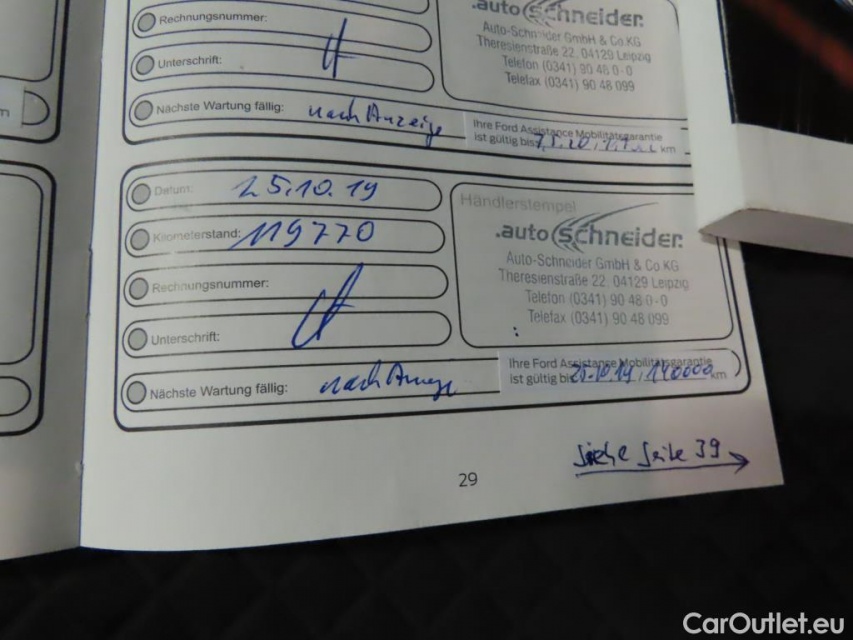 Rechnungsnummer:
Unterschrift:
Nächste Wartung fällig: nach Anzeige
.auto schneider.
Auto-Schneider GmbH & Co.KG
Theresienstraße 22, 04129 Leipzig
Telefon (0341) 90 48 0-0
Telefax (0341) 90 48 099
Ihre Ford Assistance Mobilitätsgarantie
ist gültig bis km
Datum: 25.10.19
Kilometerstand: 119770
Rechnungsnummer:
Unterschrift:
Nächste Wartung fällig: nach Anzeige
Händlerstempel
.auto schneider.
Auto-Schneider GmbH & Co KG
Theresienstraße 22, 04129 Leipzig
Telefon (0341) 90 48 0-0
Telefax (0341) 90 48 099
Ihre Ford Assistance Mobilitätsgarantie
ist gültig bis 140000 km
siehe Seite 39
29
CarOutlet.eu